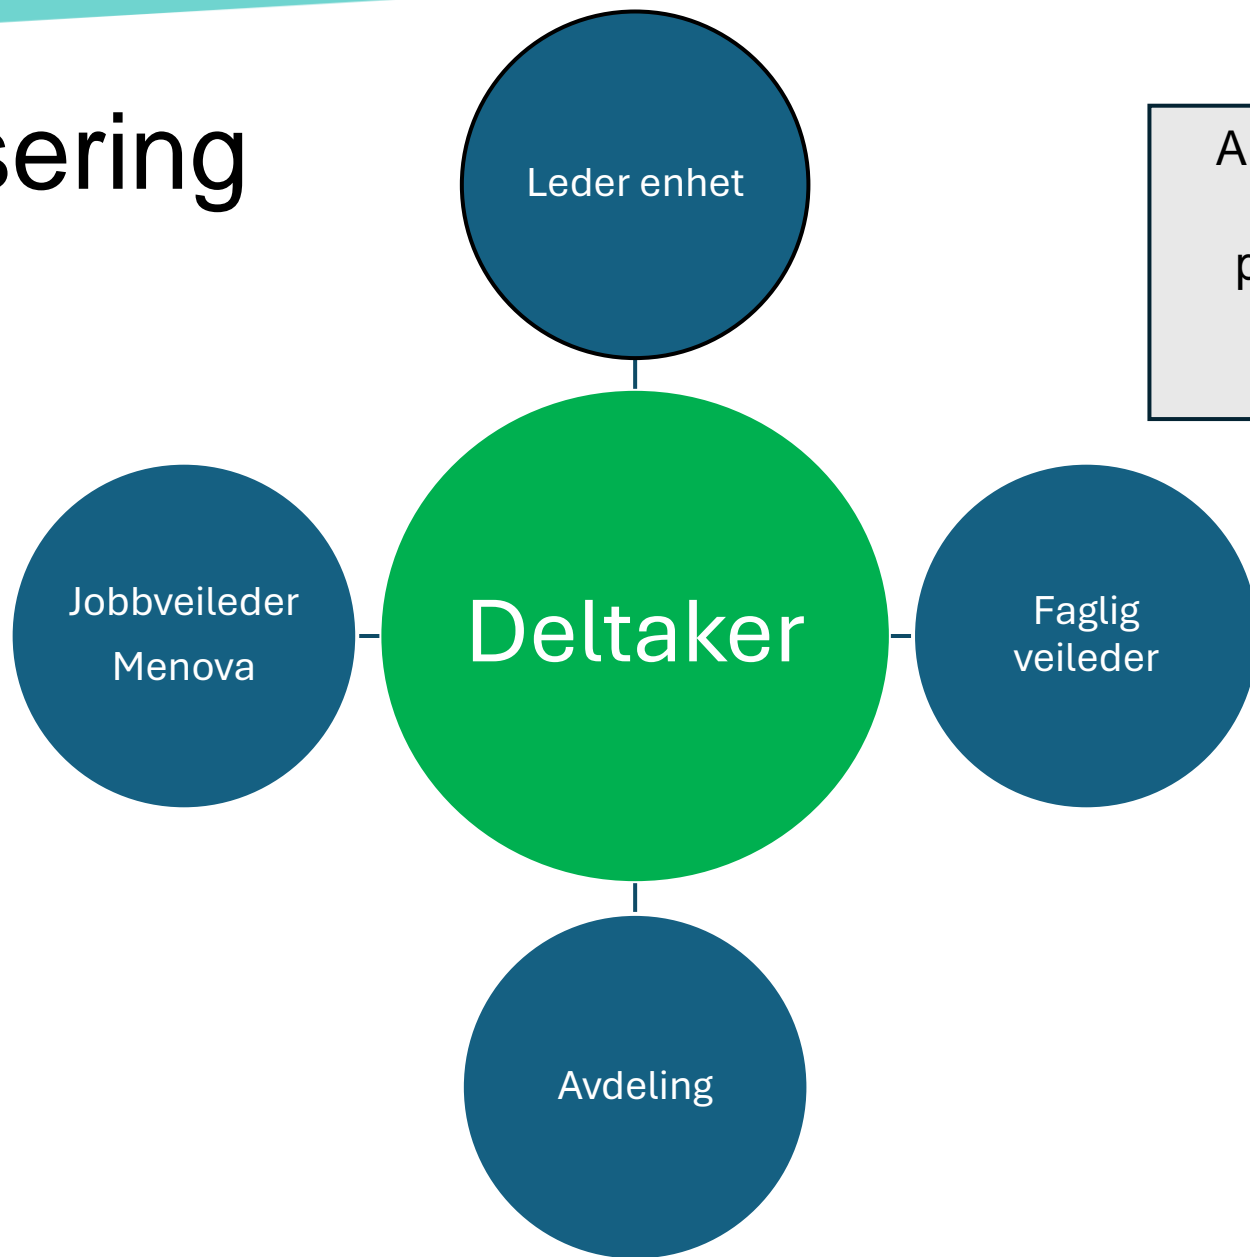 sering
Leder enhet
A
p
Jobbveileder
Menova
Deltaker
Faglig
veileder
Avdeling